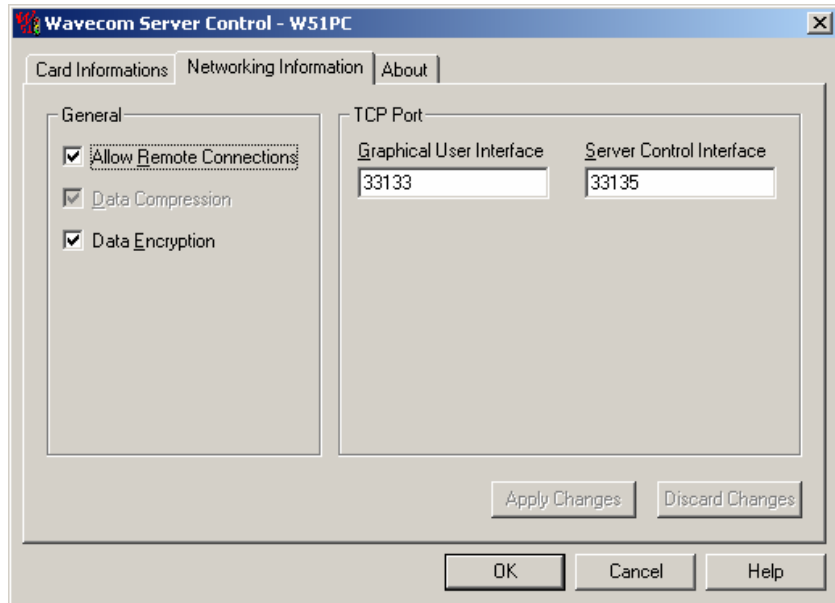 Wavecom Server Control - W51PC
Card Informations Networking Information About
General
Allow Remote Connections
Data Compression
Data Encryption
TCP Port
Graphical User Interface Server Control Interface
33133 33135
Apply Changes Discard Changes
OK Cancel Help